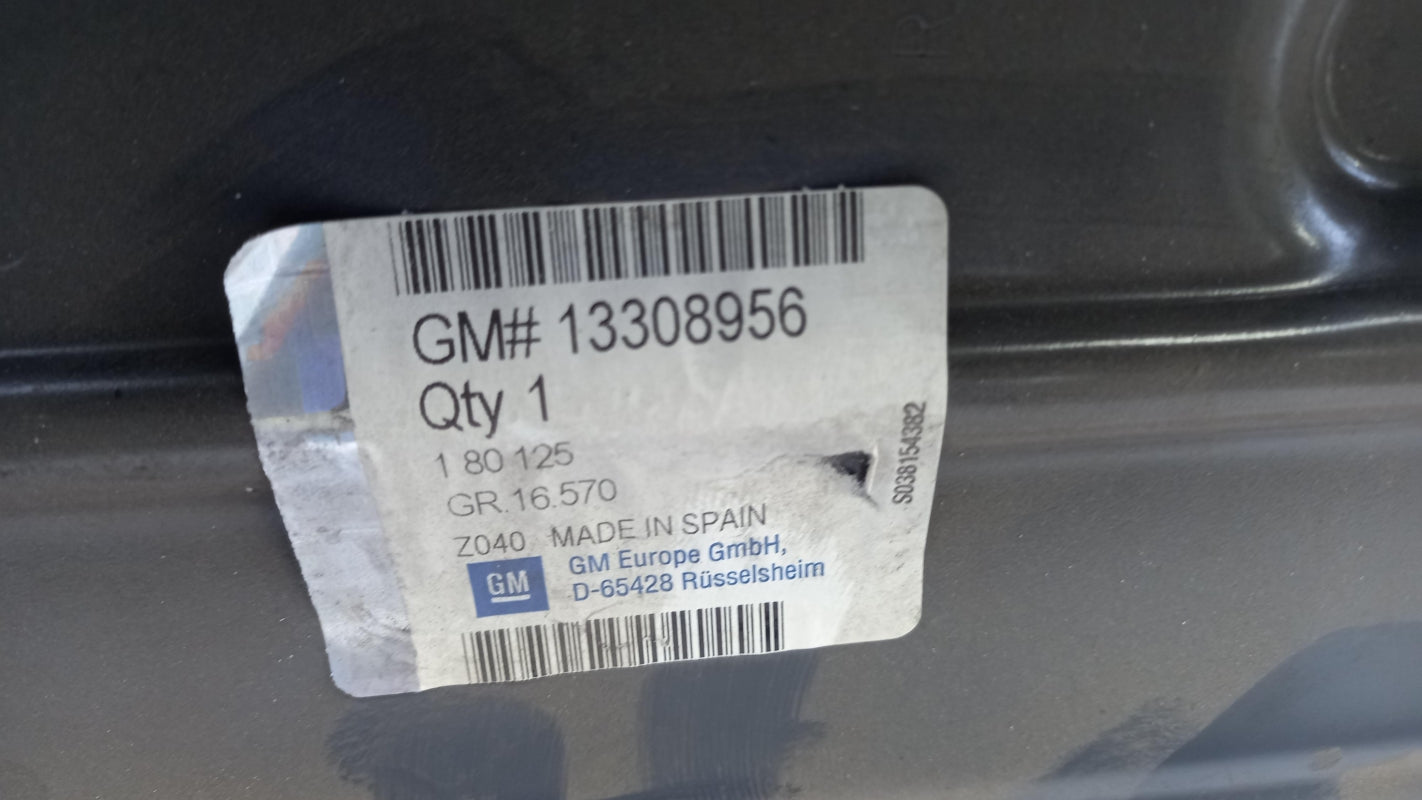 GM# 13308956
Qty 1
1 80 125
GR.16.570
Z040 MADE IN SPAIN
GM
GM Europe GmbH,
D-65428 Rüsselsheim
S038154382